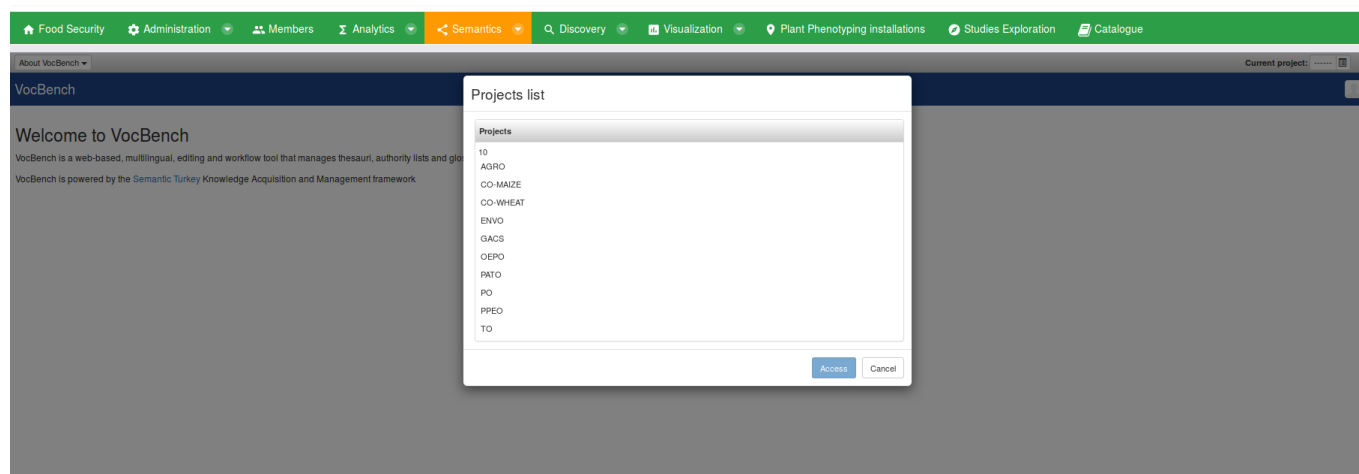 Food Security Administration Members Σ Analytics Semantics Discovery Visualization Plant Phenotyping installations Studies Exploration Catalogue
About VocBench Current project: ------
VocBench
Projects list
Projects
Welcome to VocBench
VocBench is a web-based, multilingual, editing and workflow tool that manages thesauri, authority lists and glo
VocBench is powered by the Semantic Turkey Knowledge Acquisition and Management framework
10
AGRO
CO-MAIZE
CO-WHEAT
ENVO
GACS
OEPO
PATO
PO
PPEO
TO
Access Cancel